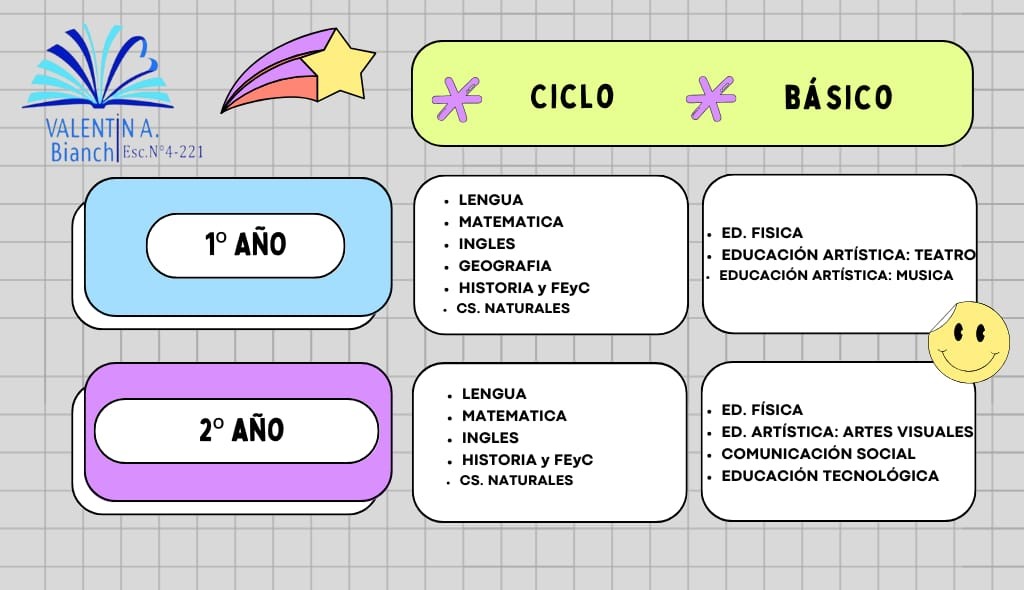 VALENTIN A.
Bianchi Esc.N°4-221
CICLO BÁSICO
1º AÑO
• LENGUA
• MATEMATICA
• INGLES
• GEOGRAFIA
• HISTORIA y FEyC
• CS. NATURALES
• ED. FISICA
• EDUCACIÓN ARTÍSTICA: TEATRO
• EDUCACIÓN ARTÍSTICA: MUSICA
2º AÑO
• LENGUA
• MATEMATICA
• INGLES
• HISTORIA y FEyC
• CS. NATURALES
• ED. FÍSICA
• ED. ARTÍSTICA: ARTES VISUALES
• COMUNICACIÓN SOCIAL
• EDUCACIÓN TECNOLÓGICA